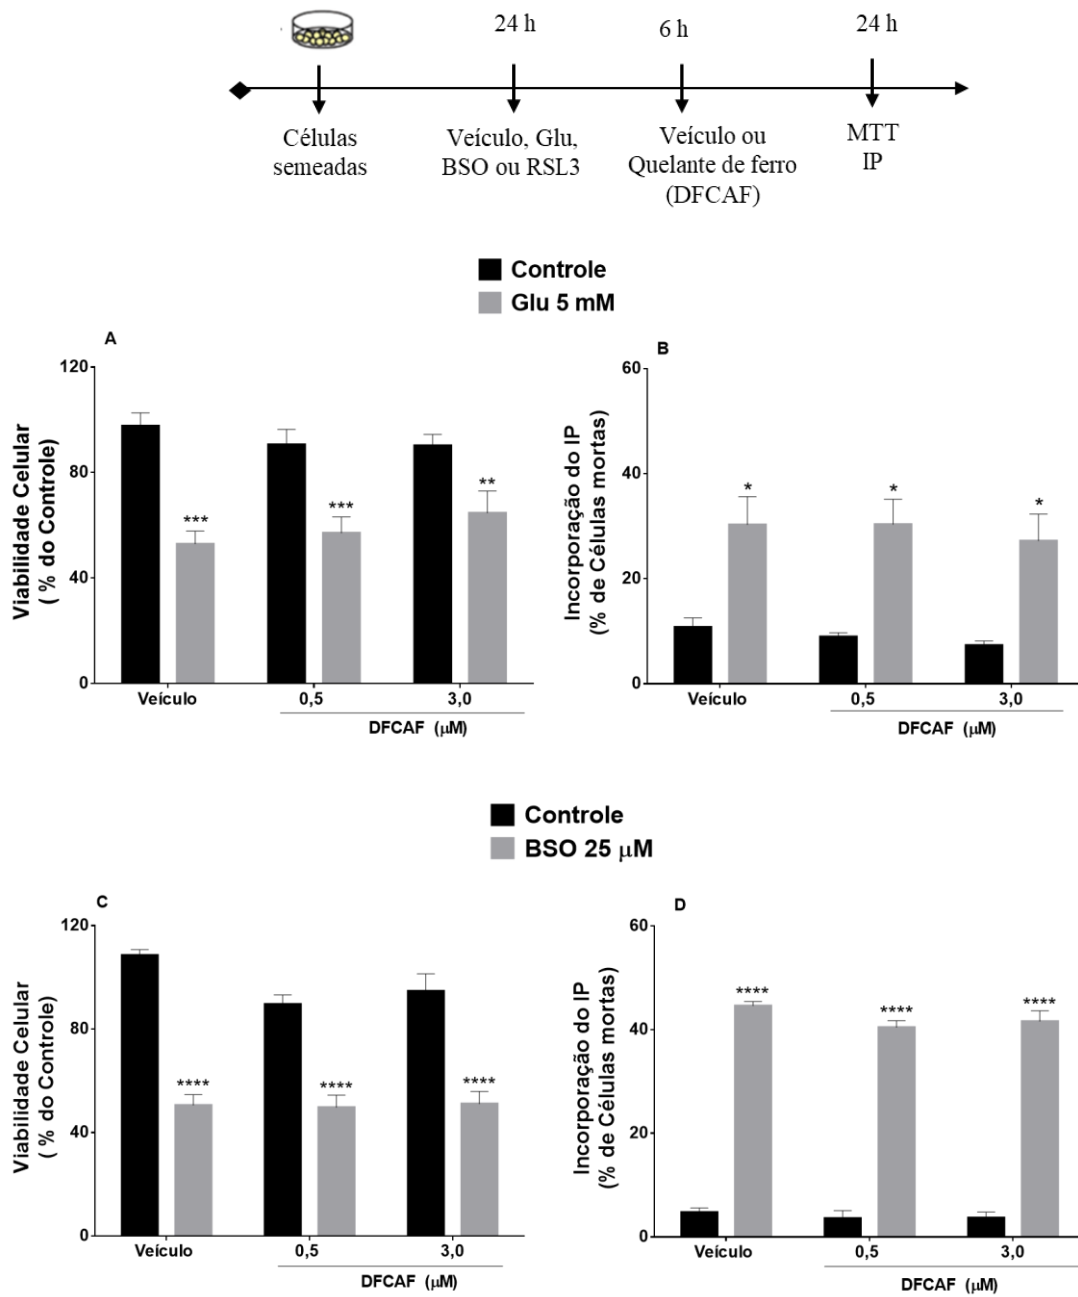 24 h
6 h
24 h
Células
semeadas
Veículo, Glu,
BSO ou RSL3
Veículo ou
Quelante de ferro
(DFCAF)
MTT
IP
Controle
Glu 5 mM
A
Viabilidade Celular
( % do Controle)
120
80
40
0
***
***
**
Veículo
0,5
3,0
DFCAF (μM)
B
Incorporação do IP
(% de Células mortas)
60
40
20
0
*
*
*
Veículo
0,5
3,0
DFCAF (μM)
Controle
BSO 25 μM
C
Viabilidade Celular
( % do Controle)
120
80
40
0
****
****
****
Veículo
0,5
3,0
DFCAF (μM)
D
Incorporação do IP
(% de Células mortas)
60
40
20
0
****
****
****
Veículo
0,5
3,0
DFCAF (μM)